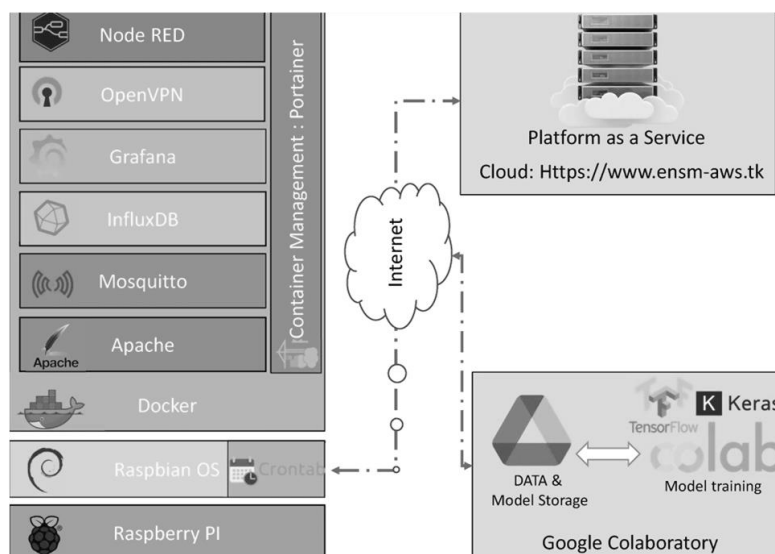 Node RED
OpenVPN
Grafana
InfluxDB
Mosquitto
Apache
Apache
Docker
Container Management : Portainer
Raspbian OS
Crontab
Raspberry PI
Internet
Platform as a Service
Cloud: Https://www.ensm-aws.tk
TensorFlow
K Keras
colab
DATA &
Model Storage
Model training
Google Colaboratory